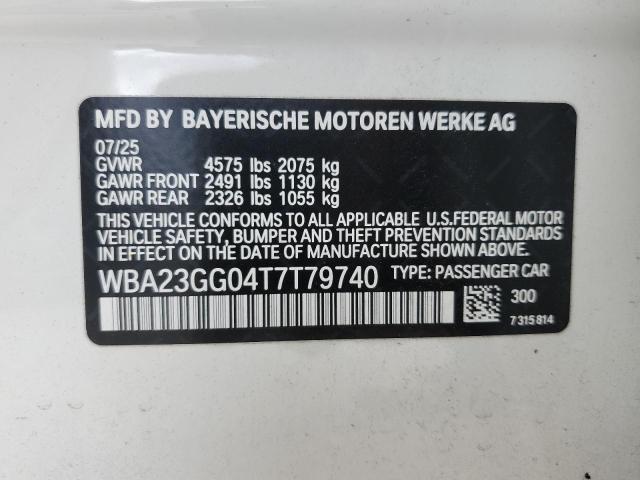 MFD BY BAYERISCHE MOTOREN WERKE AG
07/25
GVWR 4575 lbs 2075 kg
GAWR FRONT 2491 lbs 1130 kg
GAWR REAR 2326 lbs 1055 kg
THIS VEHICLE CONFORMS TO ALL APPLICABLE U.S.FEDERAL MOTOR
VEHICLE SAFETY, BUMPER AND THEFT PREVENTION STANDARDS
IN EFFECT ON THE DATE OF MANUFACTURE SHOWN ABOVE.
WBA23GG04T7T79740 TYPE: PASSENGER CAR
300
7 315 814